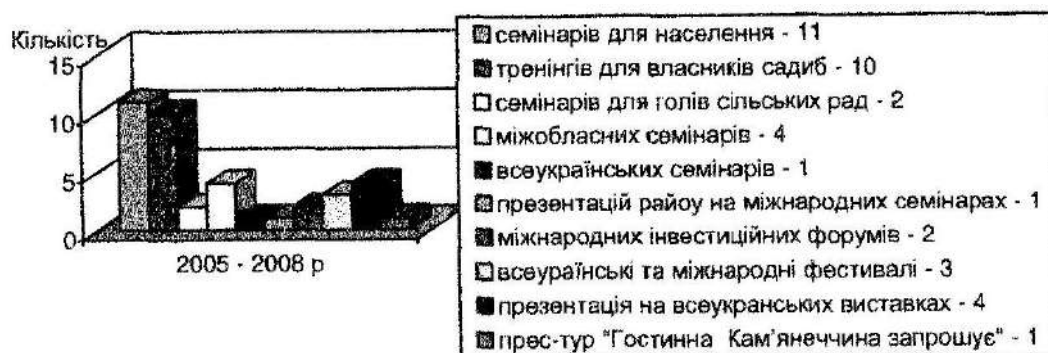 Кількість
15
10
5
0
2005 - 2008 р
семінарів для населення - 11
тренінгів для власників садиб - 10
семінарів для голів сільських рад - 2
міжобласних семінарів - 4
всеукраїнських семінарів - 1
презентацій райоу на міжнародних семінарах - 1
міжнародних інвестиційних форумів - 2
всеураїнські та міжнародні фестивалі - 3
презентація на всеукранських виставках - 4
прес-тур "Гостинна Кам'янеччина запрошує" - 1